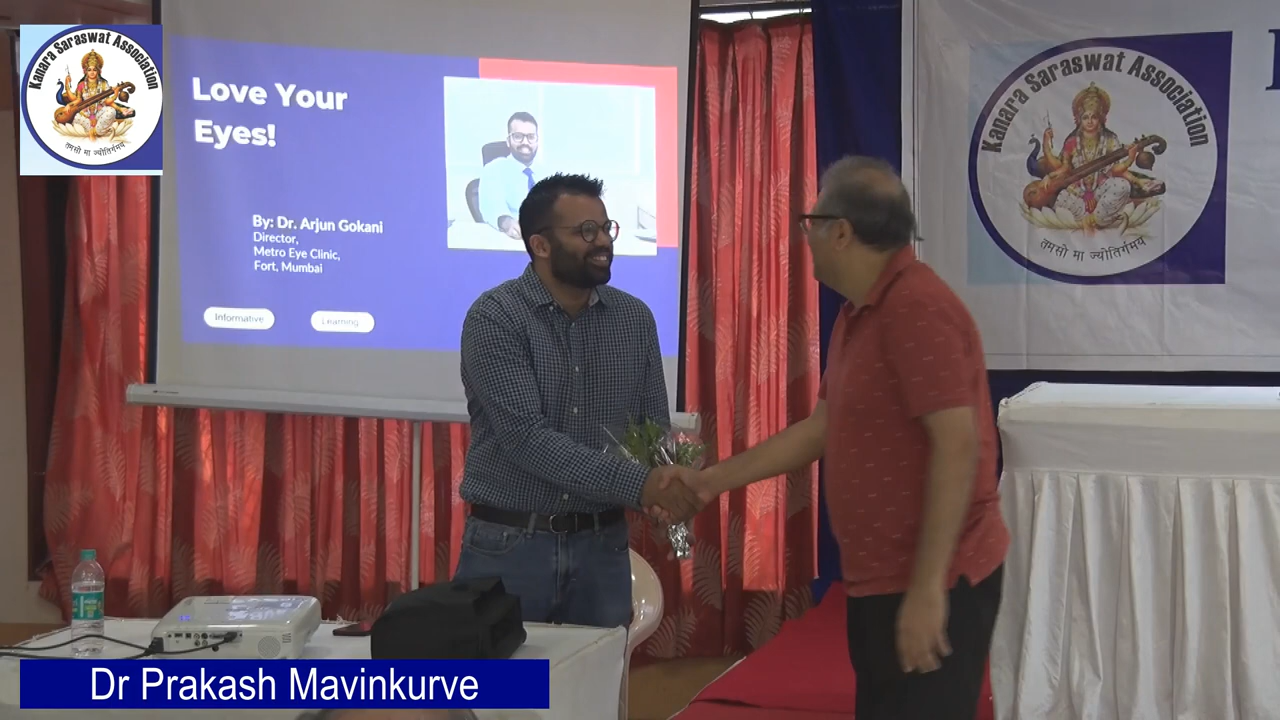 Kanara Saraswat Association
तमसो मा ज्योतिर्गमय
Love Your
Eyes!
By: Dr. Arjun Gokani
Director,
Metro Eye Clinic,
Fort, Mumbai
Informative
Learning
Kanara Saraswat Association
तमसो मा ज्योतिर्गमय
Dr Prakash Mavinkurve